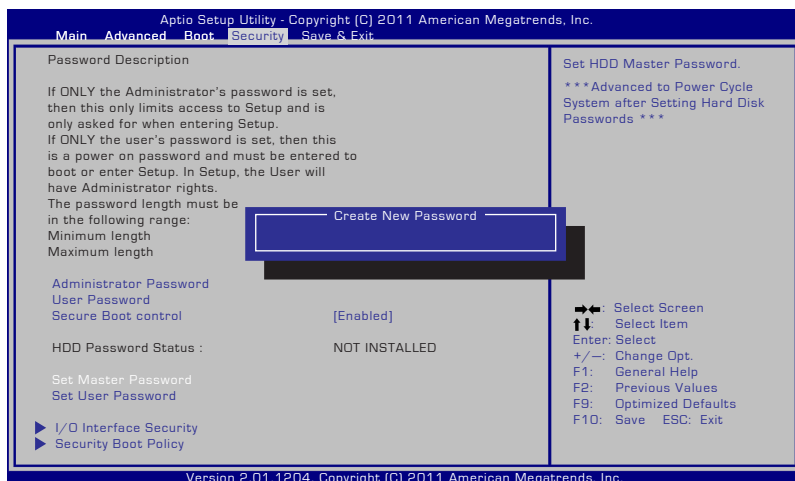 Aptio Setup Utility - Copyright (C) 2011 American Megatrends, Inc.
Main Advanced Boot Security Save & Exit
Password Description
If ONLY the Administrator's password is set,
then this only limits access to Setup and is
only asked for when entering Setup.
If ONLY the user's password is set, then this
is a power on password and must be entered to
boot or enter Setup. In Setup, the User will
have Administrator rights.
The password length must be
in the following range:
Minimum length
Maximum length
Create New Password
Administrator Password
User Password
Secure Boot control [Enabled]
HDD Password Status : NOT INSTALLED
Set Master Password
Set User Password
I/O Interface Security
Security Boot Policy
Set HDD Master Password.
***Advanced to Power Cycle
System after Setting Hard Disk
Passwords ***
→←: Select Screen
↑↓: Select Item
Enter: Select
+/—: Change Opt.
F1: General Help
F2: Previous Values
F9: Optimized Defaults
F10: Save ESC: Exit
Version 2.01.1204. Copyright (C) 2011 American Megatrends, Inc.